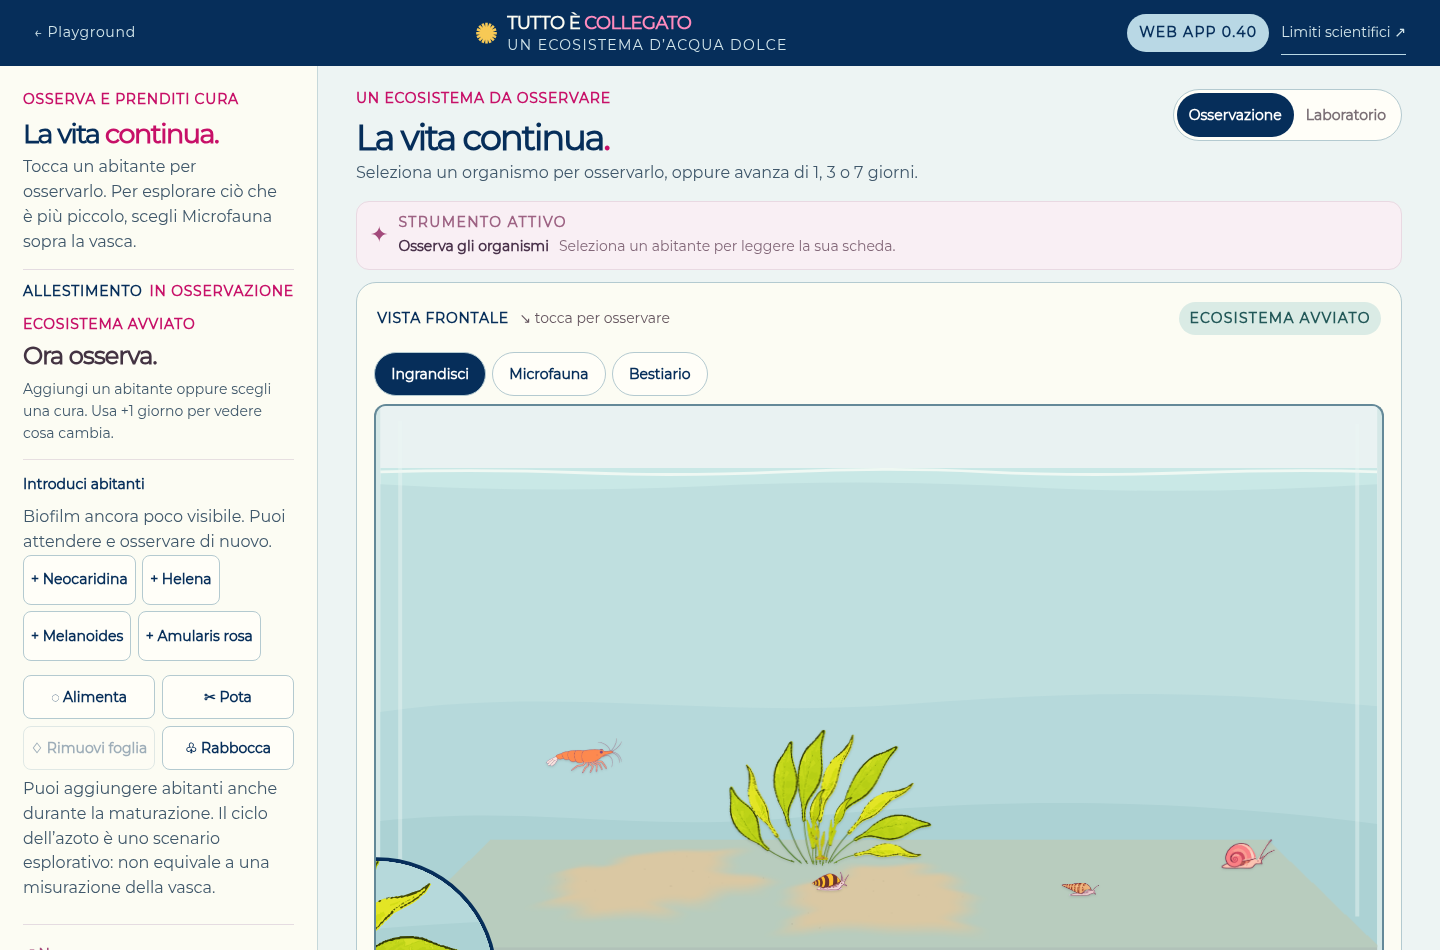 ← Playground
TUTTO È COLLEGATO
UN ECOSISTEMA D'ACQUA DOLCE
WEB APP 0.40
Limiti scientifici ↗
OSSERVA E PRENDITI CURA
La vita continua.
Tocca un abitante per
osservarlo. Per esplorare ciò che
è più piccolo, scegli Microfauna
sopra la vasca.
ALLESTIMENTO IN OSSERVAZIONE
ECOSISTEMA AVVIATO
Ora osserva.
Aggiungi un abitante oppure scegli
una cura. Usa +1 giorno per vedere
cosa cambia.
Introduci abitanti
Biofilm ancora poco visibile. Puoi
attendere e osservare di nuovo.
+ Neocaridina
+ Helena
+ Melanoides
+ Amularis rosa
Alimenta
✂ Pota
♢ Rimuovi foglia
♧ Rabbocca
Puoi aggiungere abitanti anche
durante la maturazione. Il ciclo
dell'azoto è uno scenario
esplorativo: non equivale a una
misurazione della vasca.
UN ECOSISTEMA DA OSSERVARE
La vita continua.
Seleziona un organismo per osservarlo, oppure avanza di 1, 3 o 7 giorni.
Osservazione
Laboratorio
✦ STRUMENTO ATTIVO
Osserva gli organismi Seleziona un abitante per leggere la sua scheda.
VISTA FRONTALE ↘ tocca per osservare
ECOSISTEMA AVVIATO
Ingrandisci
Microfauna
Bestiario